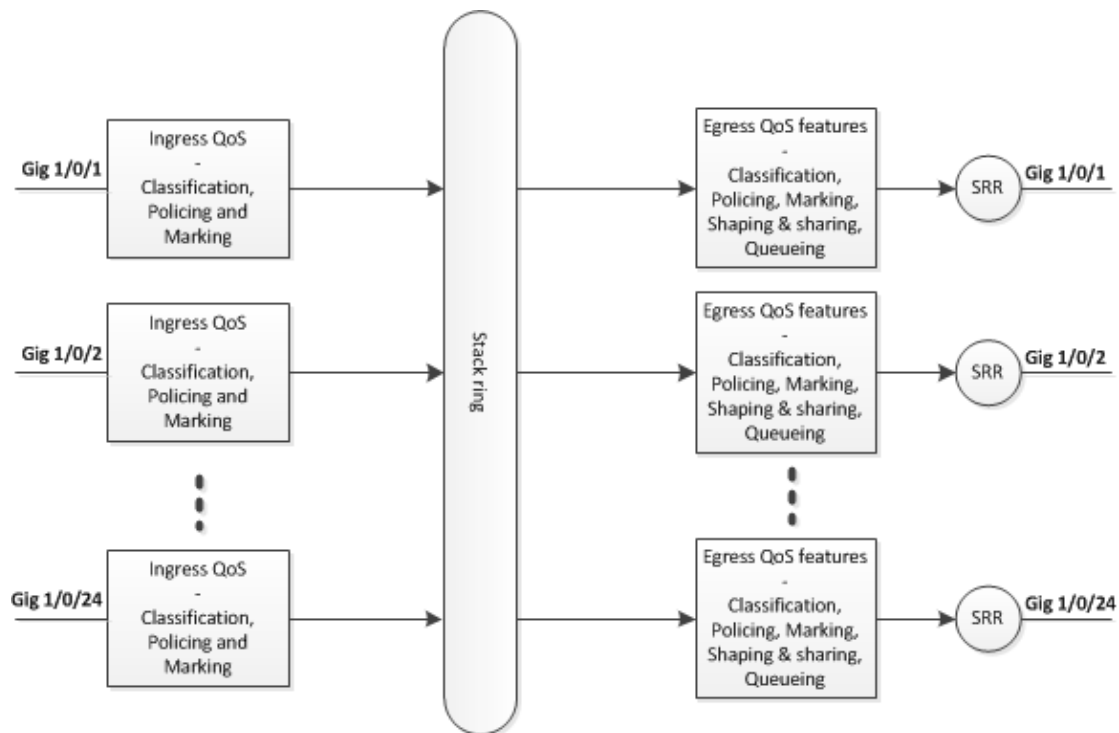 Gig 1/0/1
Ingress QoS
-
Classification,
Policing and
Marking
Stack ring
Egress QoS features
-
Classification,
Policing, Marking,
Shaping & sharing,
Queueing
SRR
Gig 1/0/1
Gig 1/0/2
Ingress QoS
-
Classification,
Policing and
Marking
Egress QoS features
-
Classification,
Policing, Marking,
Shaping & sharing,
Queueing
SRR
Gig 1/0/2
Gig 1/0/24
Ingress QoS
-
Classification,
Policing and
Marking
Egress QoS features
-
Classification,
Policing, Marking,
Shaping & sharing,
Queueing
SRR
Gig 1/0/24